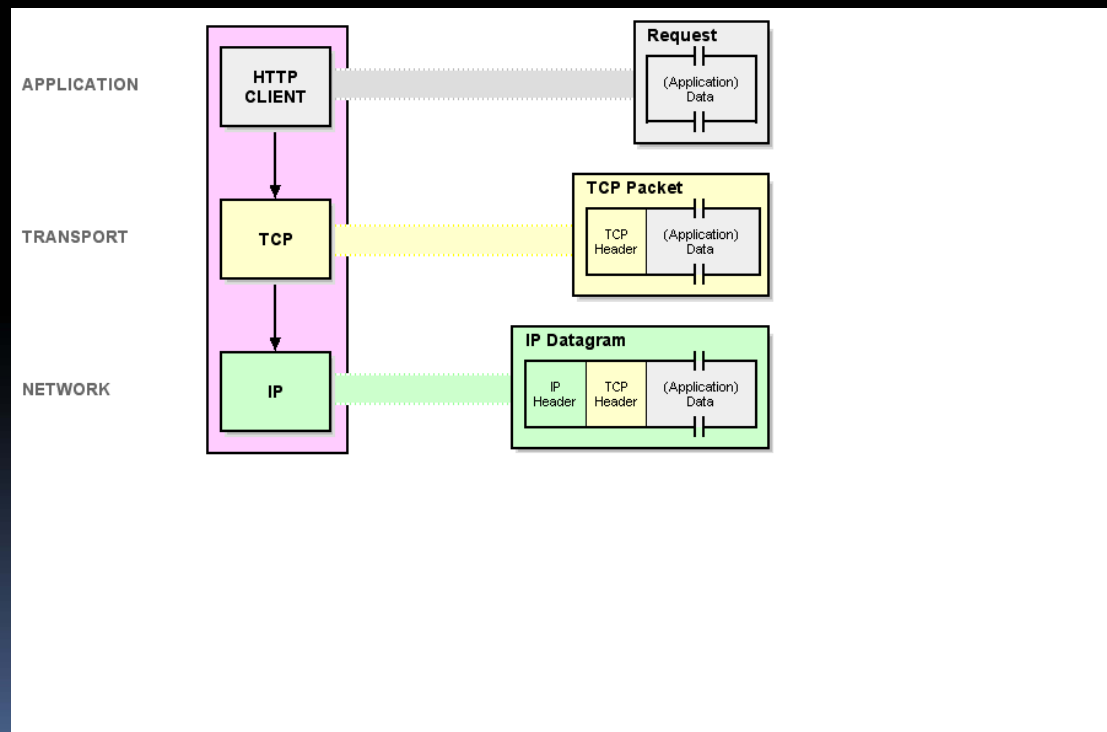 APPLICATION
HTTP
CLIENT
Request
(Application)
Data
TRANSPORT
TCP
TCP Packet
TCP
Header
(Application)
Data
NETWORK
IP
IP Datagram
IP
Header
TCP
Header
(Application)
Data